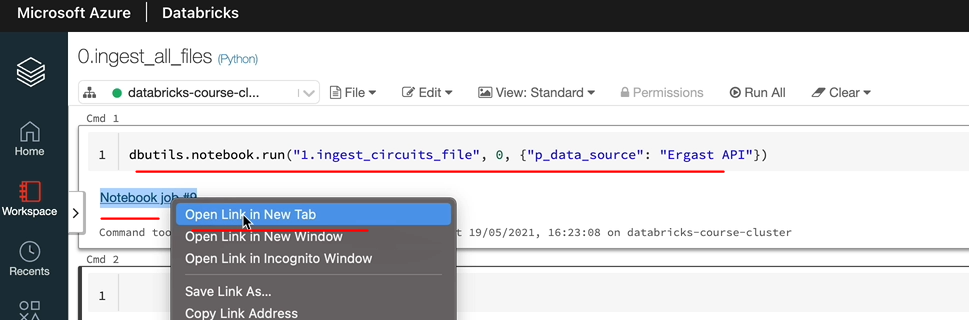 Microsoft Azure | Databricks
0.ingest_all_files (Python)
databricks-course-cl...
File
Edit
View: Standard
Permissions
Run All
Clear
Home
Workspace
Recents
Cmd 1
1
dbutils.notebook.run("1.ingest_circuits_file", 0, {"p_data_source": "Ergast API"})
Notebook job #9
Open Link in New Tab
Open Link in New Window
Open Link in Incognito Window
Save Link As...
Copy Link Address
Command too
t 19/05/2021, 16:23:08 on databricks-course-cluster
Cmd 2
1